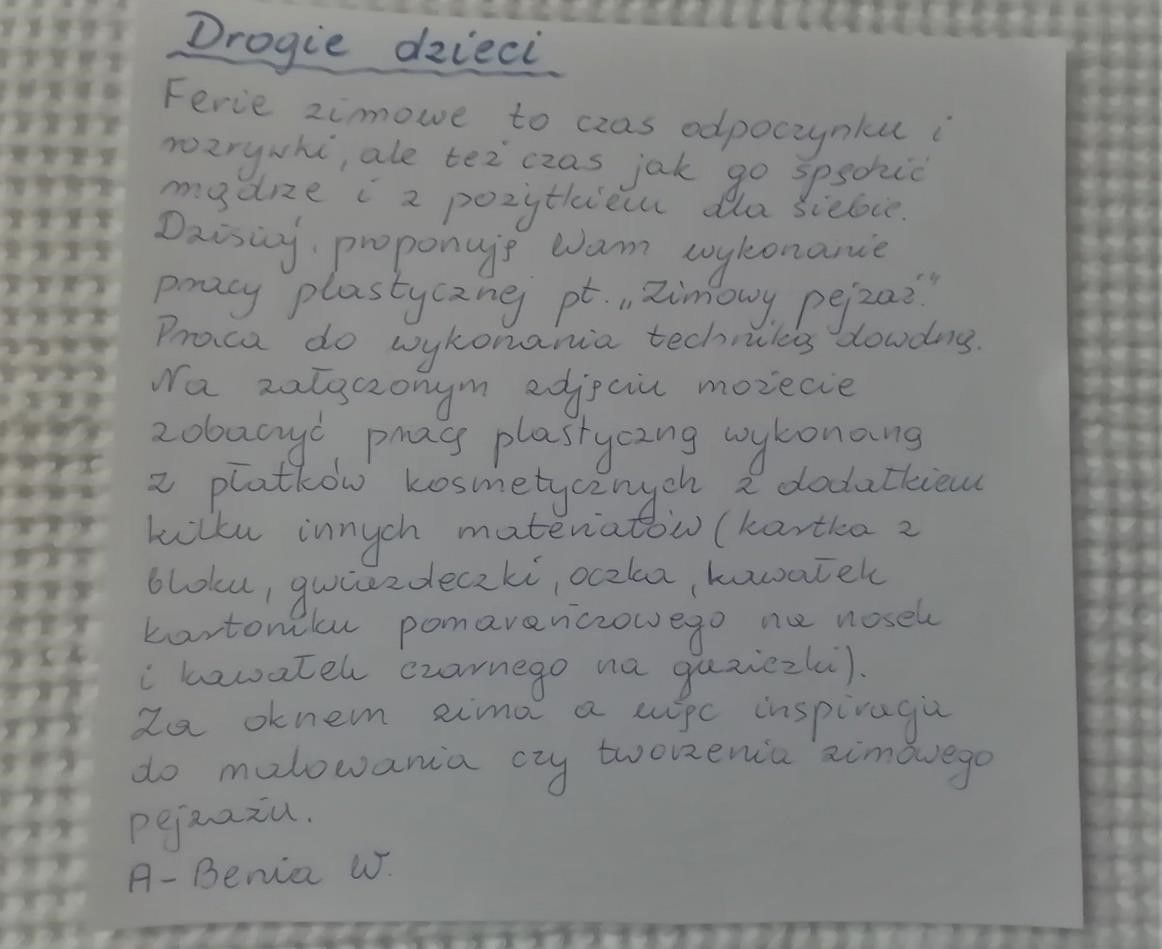 Drogie dzieci
Ferie zimowe to czas odpoczynku i
rozrywki, ale też czas jak go spędzić
mądrze i z pożytkiem dla siebie.
Dzisiaj proponuję Wam wykonanie
pracy plastycznej pt. „Zimowy pejzaż."
Praca do wykonania techniką dowolną.
Na załączonym zdjęciu możecie
zobaczyć pracę plastyczną wykonaną
z płatków kosmetycznych z dodatkiem
kilku innych materiałów (kartka z
bloku, gwiazdeczki, oczka, kawałek
kartoniku pomarańczowego na nosek
i kawałek czarnego na guziczki).
Za oknem zima a więc inspiracja
do malowania czy tworzenia zimowego
pejzażu.
A-Benia W.